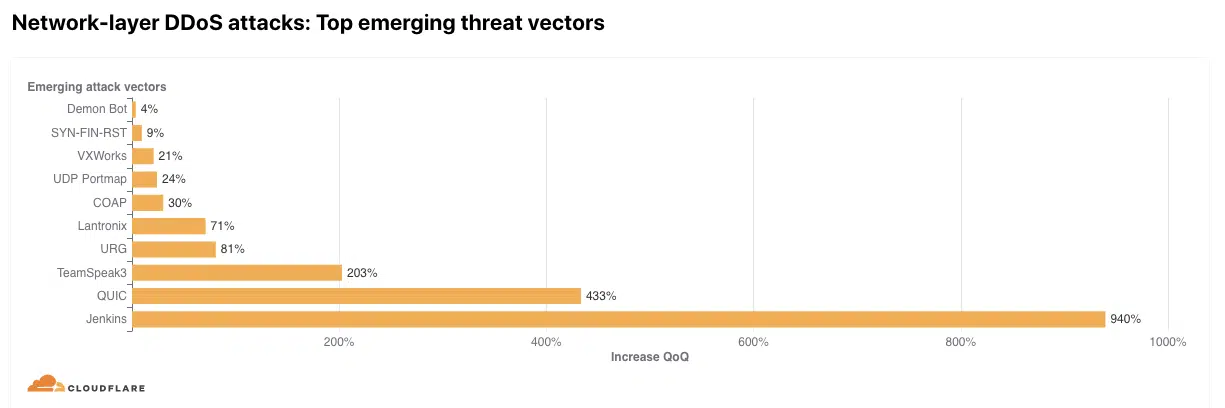 Network-layer DDoS attacks: Top emerging threat vectors
Emerging attack vectors
Demon Bot 4%
SYN-FIN-RST 9%
VXWorks 21%
UDP Portmap 24%
COAP 30%
Lantronix 71%
URG 81%
TeamSpeak3 203%
QUIC 433%
Jenkins 940%
200% 400% 600% 800% 1000%
Increase QoQ
CLOUDFLARE